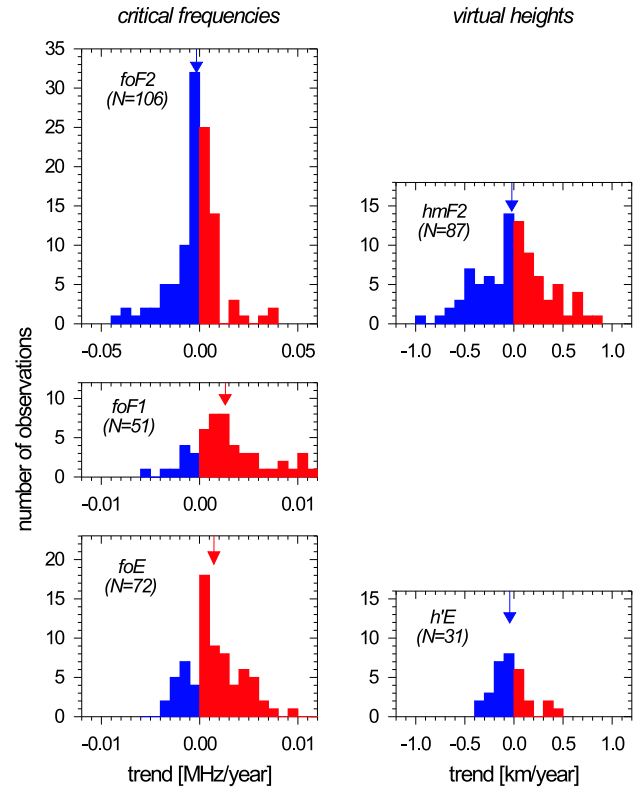 critical frequencies
virtual heights
35
30
25
20
15
10
5
0
foF2
(N=106)
-0.05
0.00
0.05
15
10
5
0
hmF2
(N=87)
-1.0
-0.5
0.0
0.5
1.0
number of observations
10
5
0
foF1
(N=51)
-0.01
0.00
0.01
20
15
10
5
0
foE
(N=72)
-0.01
0.00
0.01
trend [MHz/year]
15
10
5
0
h'E
(N=31)
-1.0
-0.5
0.0
0.5
1.0
trend [km/year]